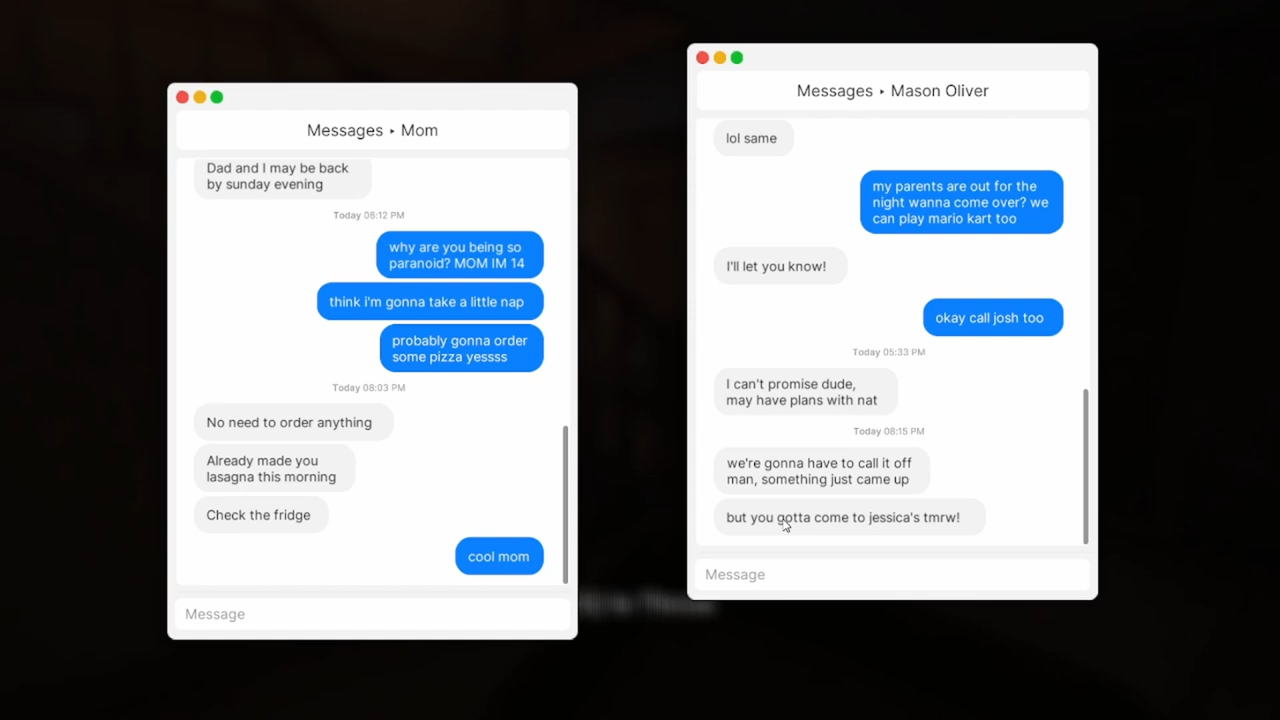 Messages ▸ Mom
Dad and I may be back
by sunday evening
Today 08:12 PM
why are you being so
paranoid? MOM IM 14
think i'm gonna take a little nap
probably gonna order
some pizza yessss
Today 08:03 PM
No need to order anything
Already made you
lasagna this morning
Check the fridge
cool mom
Message
Messages ▸ Mason Oliver
lol same
my parents are out for the
night wanna come over? we
can play mario kart too
I'll let you know!
okay call josh too
Today 05:33 PM
I can't promise dude,
may have plans with nat
Today 08:15 PM
we're gonna have to call it off
man, something just came up
but you gotta come to jessica's tmrw!
Message